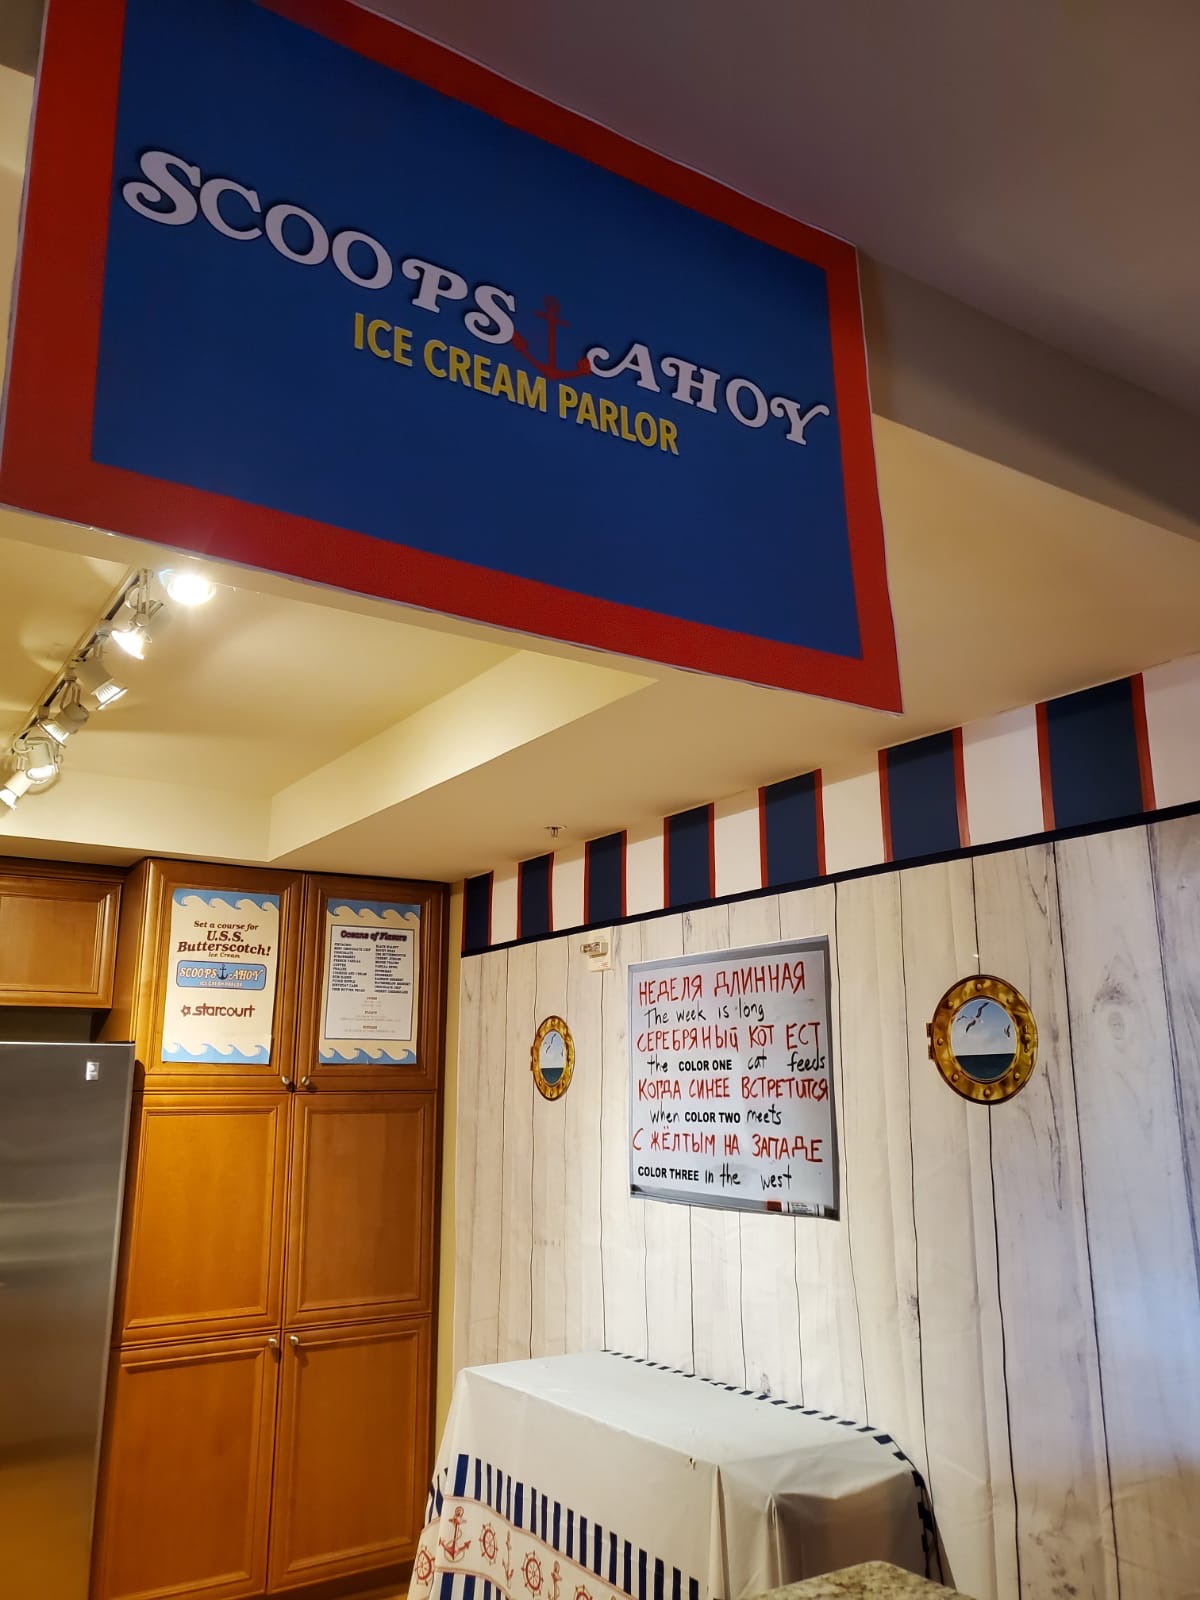 SCOOPS AHOY
ICE CREAM PARLOR
Set a course for
U.S.S.
Butterscotch!
Ice Cream
SCOOPS AHOY
ICE CREAM PARLOR
starcourt
Oceans of Flavors
НЕДЕЛЯ ДЛИННАЯ
The week is long
СЕРЕБРЯНЫЙ КОТ ЕСТ
the COLOR ONE cat feeds
КОГДА СИНЕЕ ВСТРЕТИТСЯ
when COLOR TWO meets
С ЖЁЛТЫМ НА ЗАПАДЕ
COLOR THREE in the west